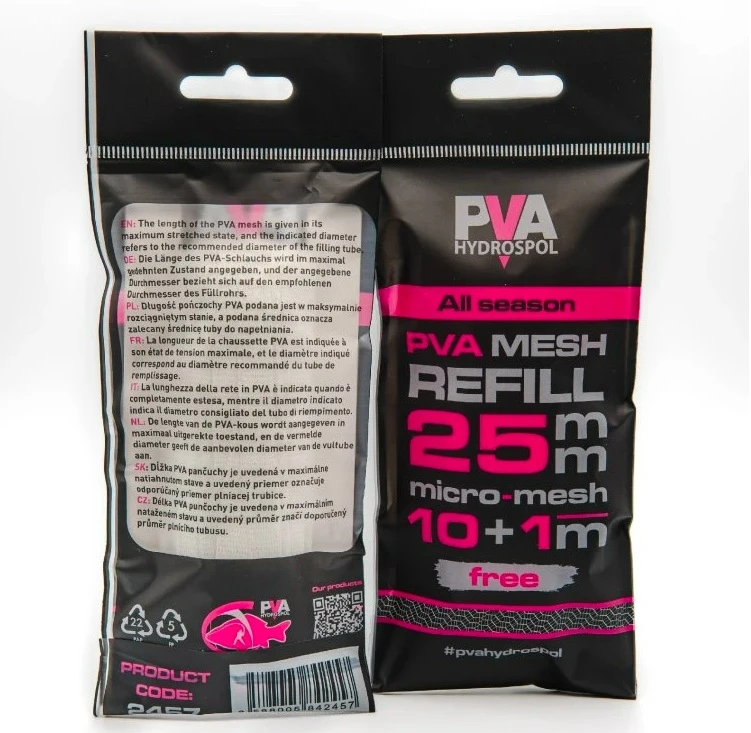 EN: The length of the PVA mesh is given in its
maximum stretched state, and the indicated diameter
refers to the recommended diameter of the filling tube.
DE: Die Länge des PVA-Schlauchs wird im maximal
gedehnten Zustand angegeben, und der angegebene
Durchmesser bezieht sich auf den empfohlenen
Durchmesser des Füllrohrs.
PL: Długość pończochy PVA podana jest w maksymalnie
rozciągniętym stanie, a podana średnica oznacza
zalecany średnicę tuby do napełniania.
FR: La longueur de la chaussette PVA est indiquée à
son état de tension maximale, et le diamètre indiqué
correspond au diamètre recommandé du tube de
remplissage.
IT: La lunghezza della rete in PVA è indicata quando è
completamente estesa, mentre il diametro indicato
indica il diametro consigliato del tubo di riempimento.
NL: De lengte van de PVA-kous wordt aangegeven in
maximaal uitgerekte toestand, en de vermelde
diameter geeft de aanbevolen diameter van de vultube
aan.
SK: Dĺžka PVA pančuchy je uvedená v maximálne
natiahnutom stave a uvedený priemer označuje
odporúčaný priemer plniacej trubice.
CZ: Délka PVA punčochy je uvedena v maximálním
nataženém stavu a uvedený průměr značí doporučený
průměr plnicího tubusu.
22
PAP
5
PP
PVA
HYDROSPOL
Our products
PRODUCT
CODE:
2457
842457
PVA
HYDROSPOL
All season
PVA MESH
REFILL
25mm
micro-mesh
10+1m
free
#pvahydrospol